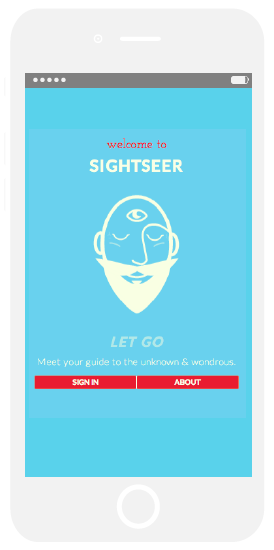 welcome to
SIGHTSEER
LET GO
Meet your guide to the unknown & wondrous.
SIGN IN
ABOUT